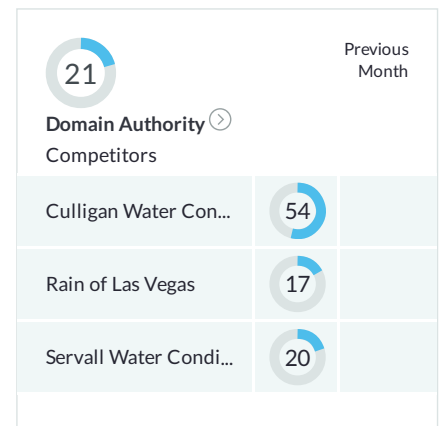 21
Previous
Month
Domain Authority
Competitors
Culligan Water Con... 54
Rain of Las Vegas 17
Servall Water Condi... 20